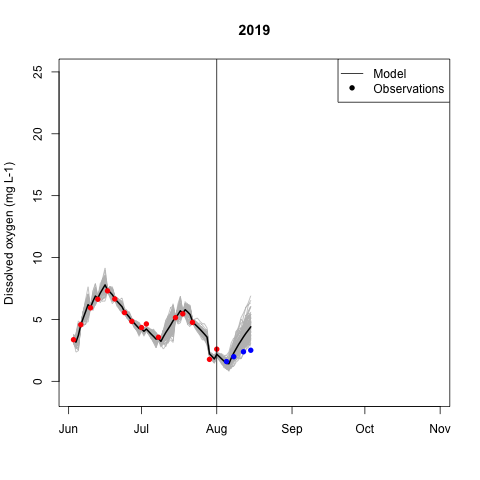 2019
Model
Observations
Dissolved oxygen (mg L-1)
25
20
15
10
5
0
Jun Jul Aug Sep Oct Nov